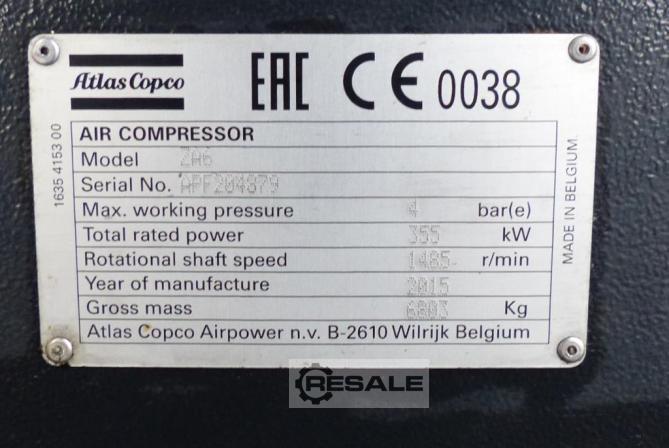 Atlas Copco
EAC CE 0038
1635 4153 00
AIR COMPRESSOR
Model ZA6
Serial No. APF204879
Max. working pressure 4 bar(e)
Total rated power 355 kW
Rotational shaft speed 1485 r/min
Year of manufacture 2015
Gross mass 6803 Kg
Atlas Copco Airpower n.v. B-2610 Wilrijk Belgium
MADE IN BELGIUM
RESALE